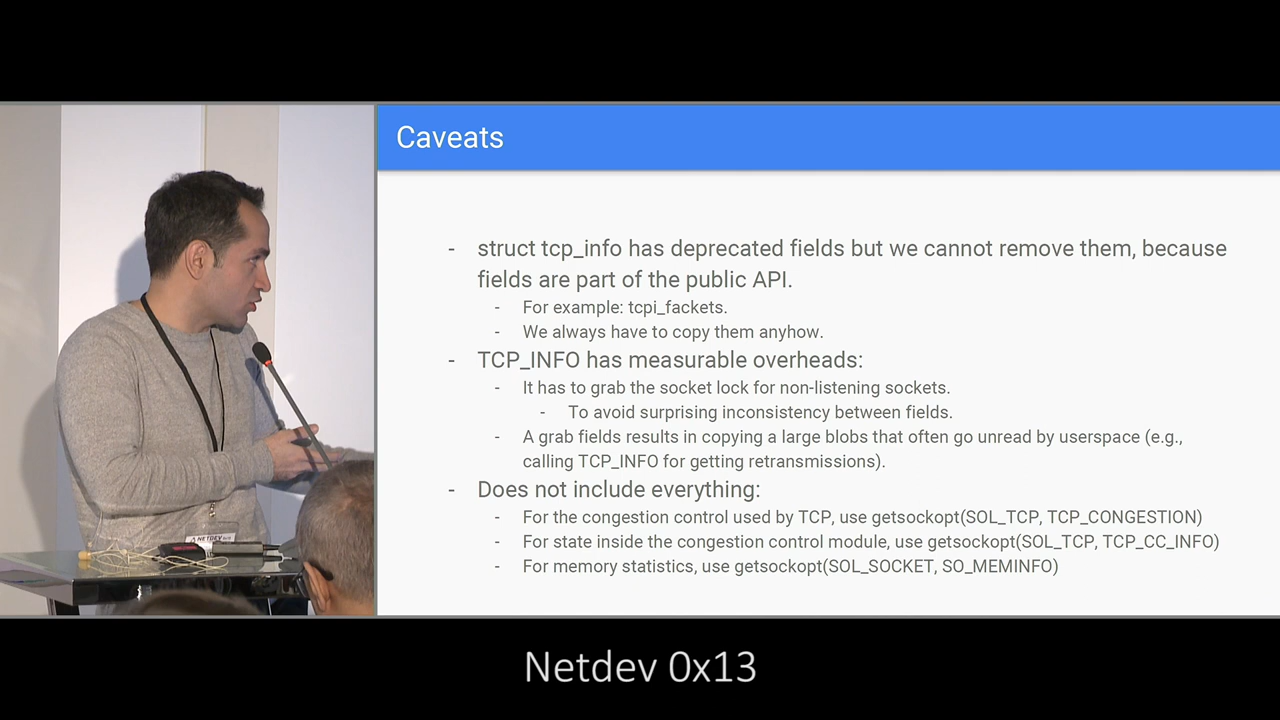 Caveats
- struct tcp_info has deprecated fields but we cannot remove them, because
fields are part of the public API.
- For example: tcpi_fackets.
- We always have to copy them anyhow.
- TCP_INFO has measurable overheads:
- It has to grab the socket lock for non-listening sockets.
- To avoid surprising inconsistency between fields.
- A grab fields results in copying a large blobs that often go unread by userspace (e.g.,
calling TCP_INFO for getting retransmissions).
- Does not include everything:
- For the congestion control used by TCP, use getsockopt(SOL_TCP, TCP_CONGESTION)
- For state inside the congestion control module, use getsockopt(SOL_TCP, TCP_CC_INFO)
- For memory statistics, use getsockopt(SOL_SOCKET, SO_MEMINFO)
NETDEV
Netdev 0x13